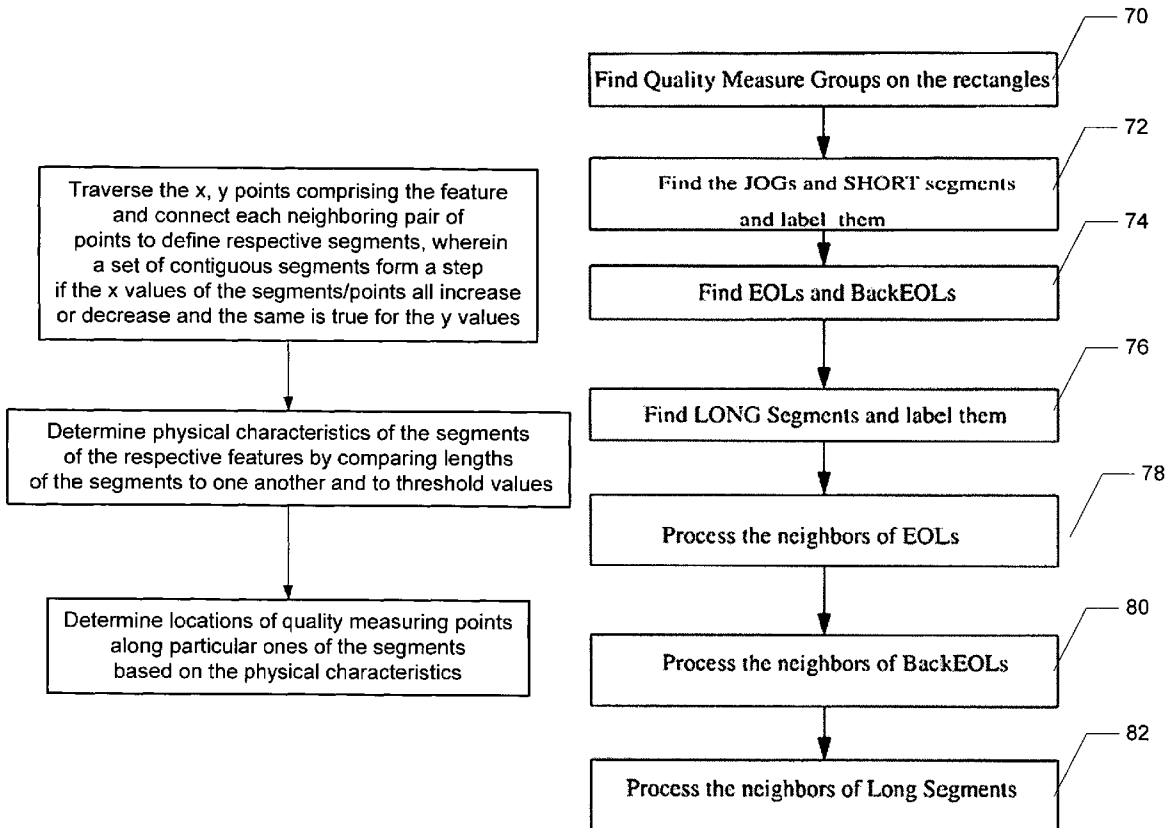 Traverse the x, y points comprising the feature
and connect each neighboring pair of
points to define respective segments, wherein
a set of contiguous segments form a step
if the x values of the segments/points all increase
or decrease and the same is true for the y values
Determine physical characteristics of the segments
of the respective features by comparing lengths
of the segments to one another and to threshold values
Determine locations of quality measuring points
along particular ones of the segments
based on the physical characteristics
70
Find Quality Measure Groups on the rectangles
72
Find the JOGs and SHORT segments
and label them
74
Find EOLs and BackEOLs
76
Find LONG Segments and label them
78
Process the neighbors of EOLs
80
Process the neighbors of BackEOLs
82
Process the neighbors of Long Segments